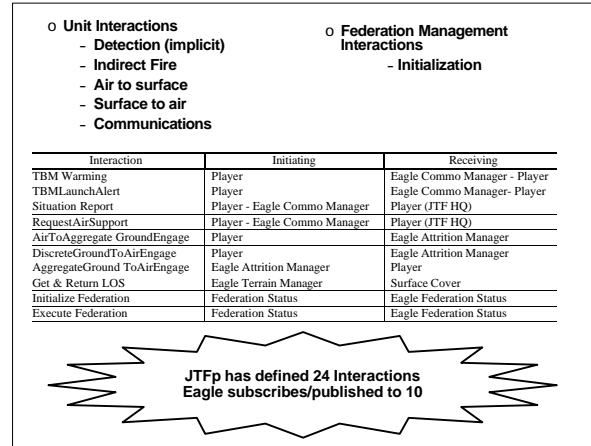 o Unit Interactions
– Detection (implicit)
– Indirect Fire
– Air to surface
– Surface to air
– Communications
o Federation Management
Interactions
– Initialization
Interaction Initiating Receiving
TBM Warming Player Eagle Commo Manager - Player
TBMLaunchAlert Player Eagle Commo Manager- Player
Situation Report Player - Eagle Commo Manager Player (JTF HQ)
RequestAirSupport Player - Eagle Commo Manager Player (JTF HQ)
AirToAggregate GroundEngage Player Eagle Attrition Manager
DiscreteGroundToAirEngage Player Eagle Attrition Manager
AggregateGround ToAirEngage Eagle Attrition Manager Player
Get & Return LOS Eagle Terrain Manager Surface Cover
Initialize Federation Federation Status Eagle Federation Status
Execute Federation Federation Status Eagle Federation Status
JTFp has defined 24 Interactions
Eagle subscribes/published to 10